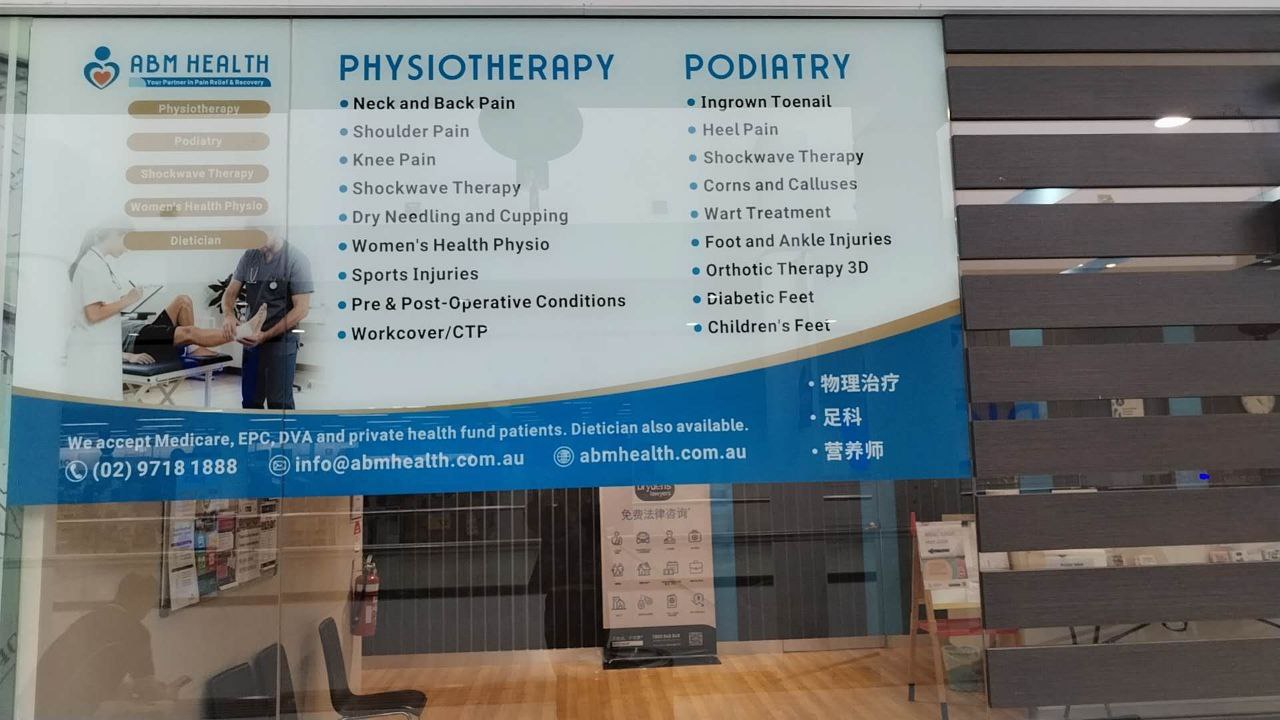 ABM HEALTH
Your Partner in Pain Relief & Recovery
Physiotherapy
Podiatry
Shockwave Therapy
Women's Health Physio
Dietician
PHYSIOTHERAPY
Neck and Back Pain
Shoulder Pain
Knee Pain
Shockwave Therapy
Dry Needling and Cupping
Women's Health Physio
Sports Injuries
Pre & Post-Operative Conditions
Workcover/CTP
PODIATRY
Ingrown Toenail
Heel Pain
Shockwave Therapy
Corns and Calluses
Wart Treatment
Foot and Ankle Injuries
Orthotic Therapy 3D
Diabetic Feet
Children's Feet
物理治疗
足科
营养师
We accept Medicare, EPC, DVA and private health fund patients. Dietician also available.
(02) 9718 1888 info@abmhealth.com.au abmhealth.com.au
brydens
lawyers
免费法律咨询